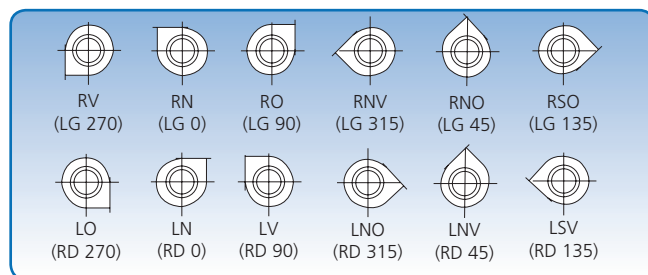 RV RN RO RNV RNO RSO
(LG 270) (LG 0) (LG 90) (LG 315) (LG 45) (LG 135)
LO LN LV LNO LNV LSV
(RD 270) (RD 0) (RD 90) (RD 315) (RD 45) (RD 135)